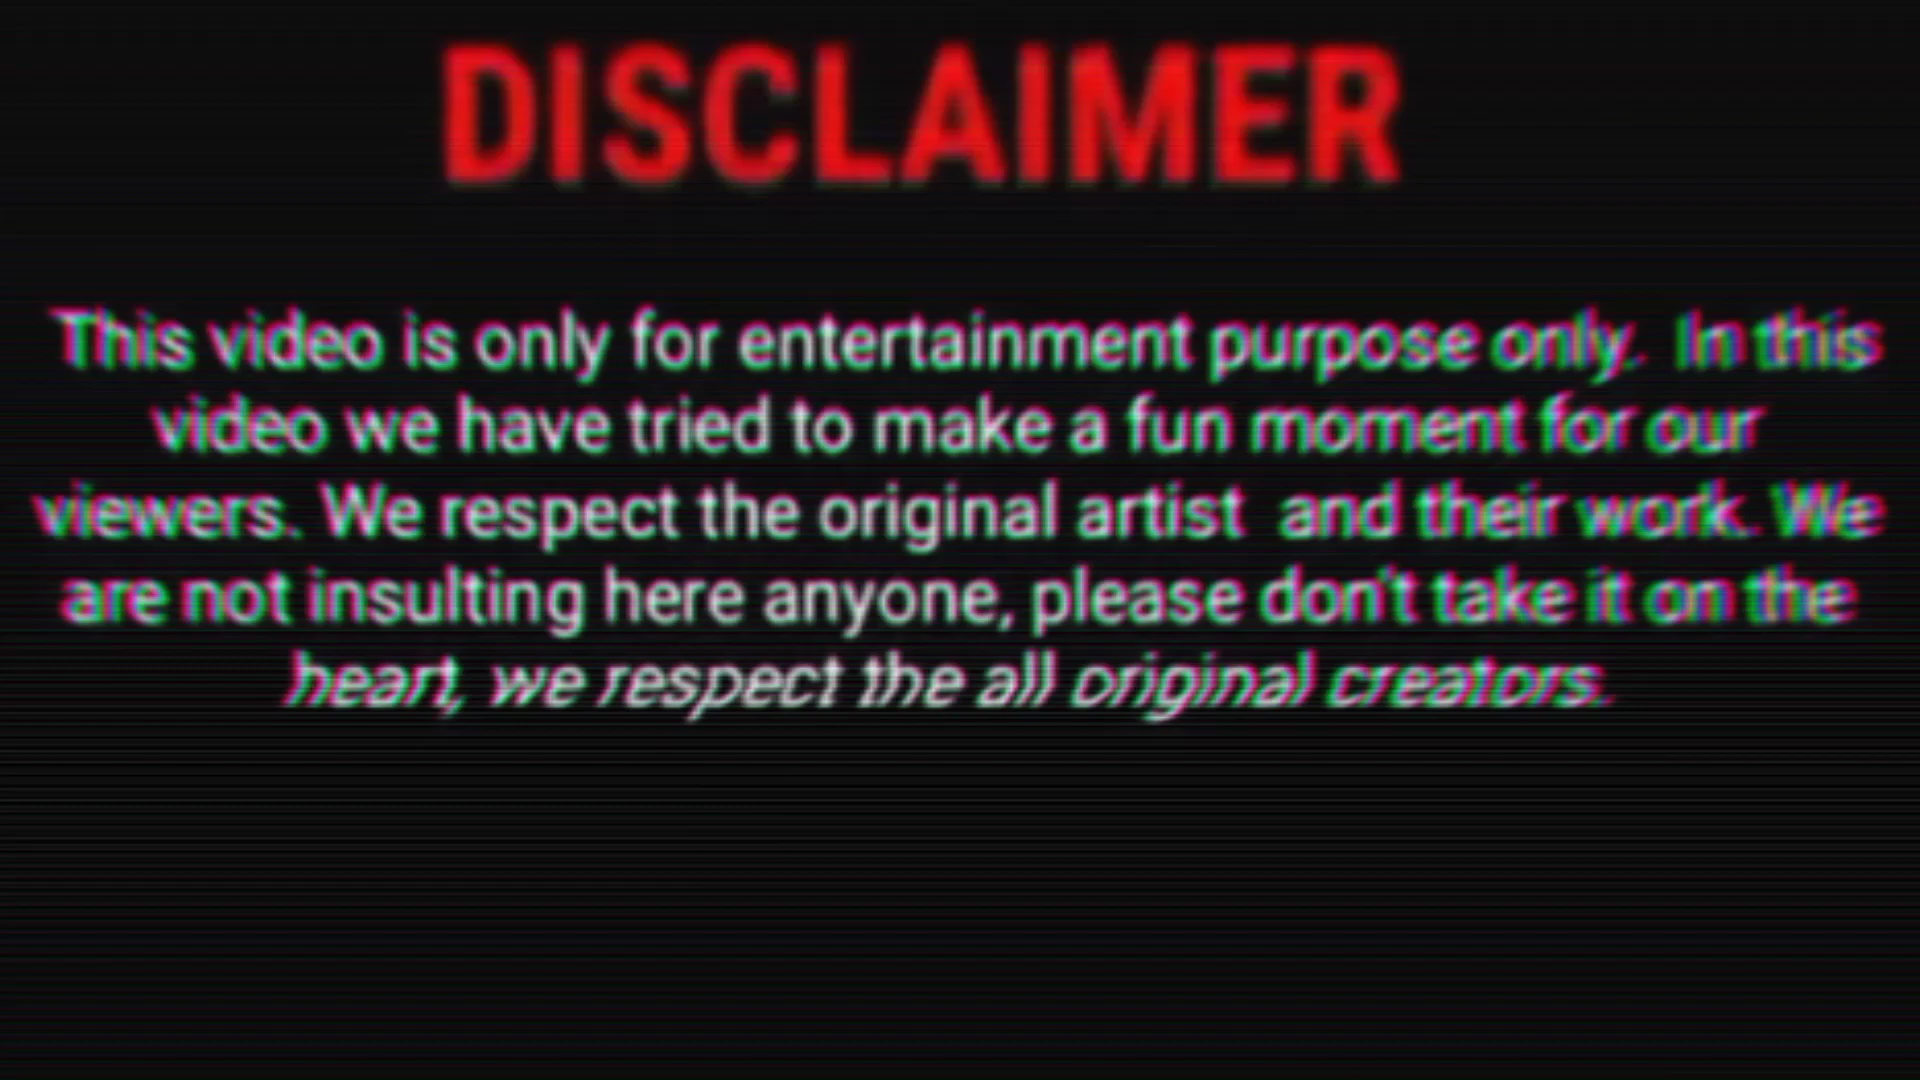 DISCLAIMER
This video is only for entertainment purpose only. In this
video we have tried to make a fun moment for our
viewers. We respect the original artist and their work. We
are not insulting here anyone, please don't take it on the
heart, we respect the all original creators.